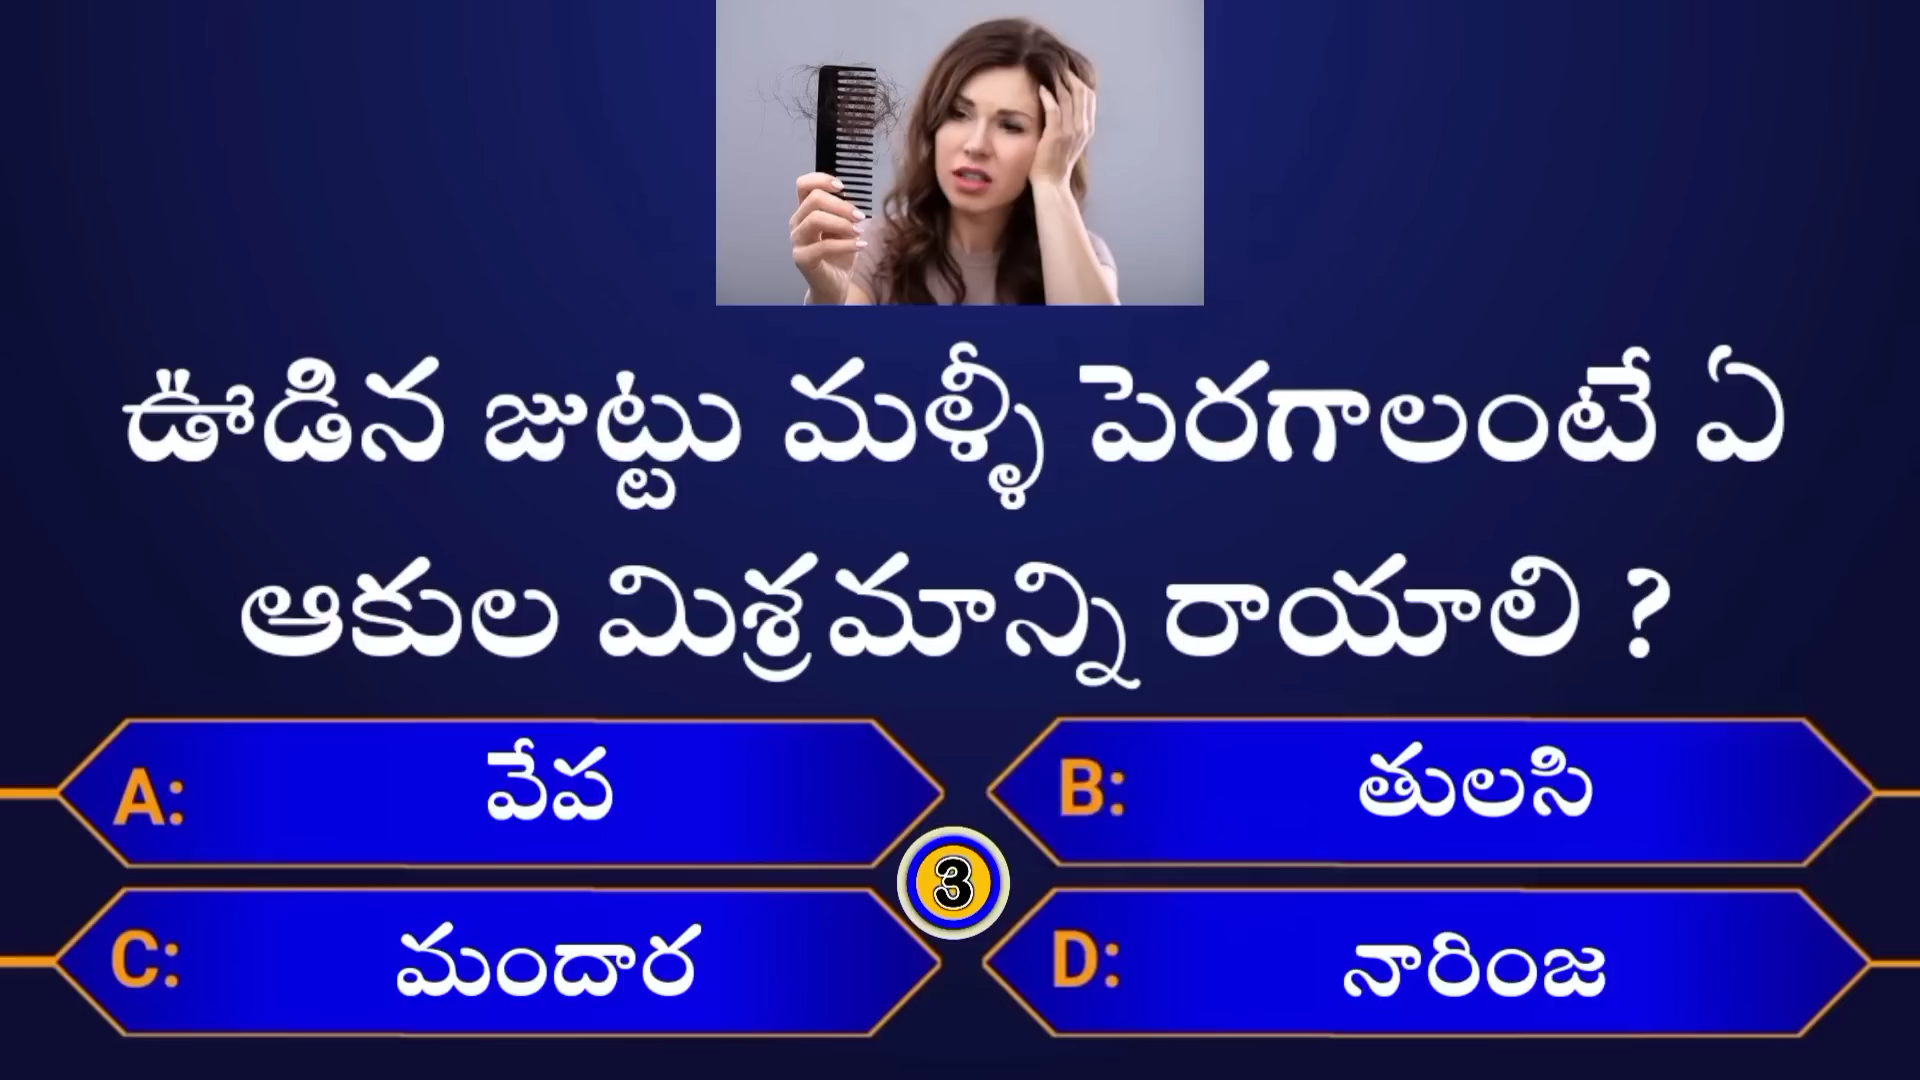 ఊడిన జుట్టు మళ్ళీ పెరగాలంటే ఏ
ఆకుల మిశ్రమాన్ని రాయాలి ?
A: వేప
B: తులసి
3
C: మందార
D: నారింజ